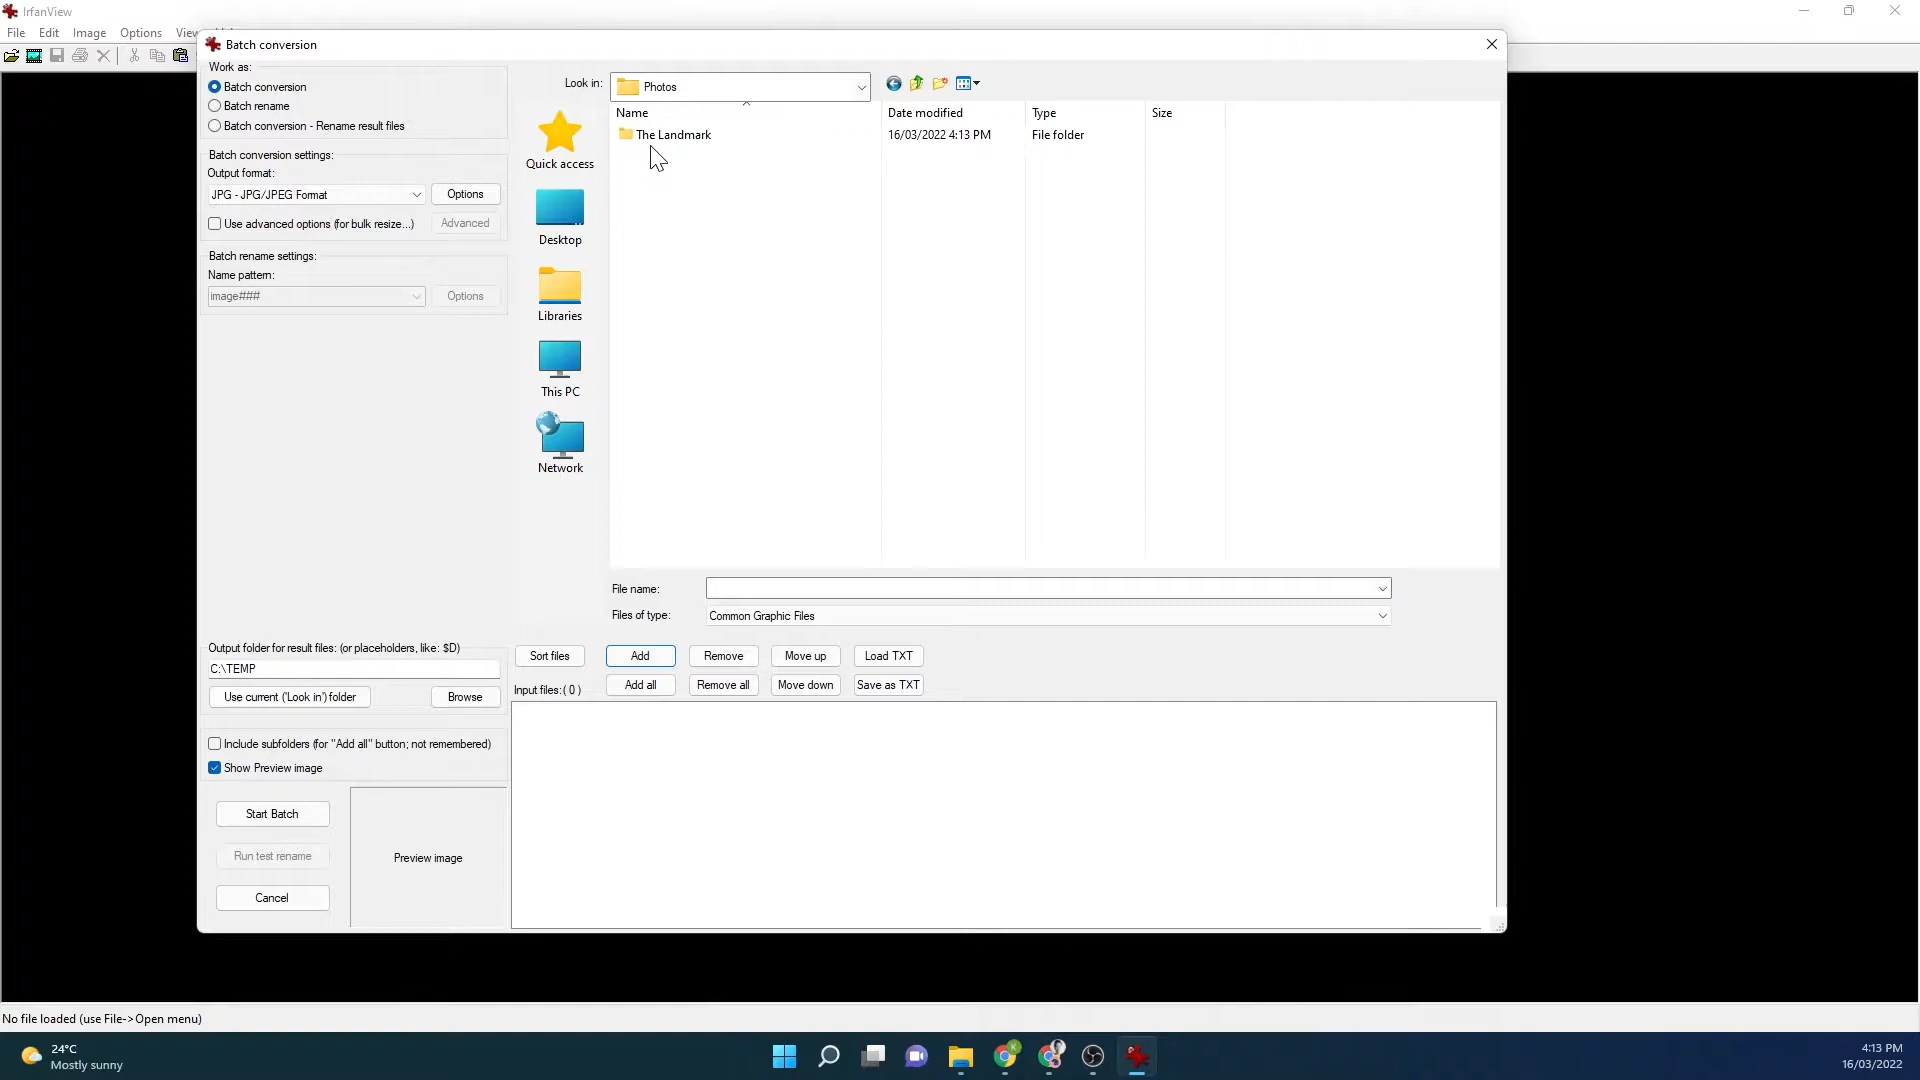 IrfanView
File Edit Image Options View
Batch conversion
Work as:
Batch conversion
Batch rename
Batch conversion - Rename result files
Batch conversion settings:
Output format:
JPG - JPG/JPEG Format
Options
Use advanced options (for bulk resize...)
Advanced
Batch rename settings:
Name pattern:
image###
Options
Output folder for result files: (or placeholders, like: $D)
C:\TEMP
Use current ('Look in') folder
Browse
Include subfolders (for "Add all" button; not remembered)
Show Preview image
Start Batch
Run test rename
Cancel
Preview image
Look in:
Photos
Quick access
Desktop
Libraries
This PC
Network
Name Date modified Type Size
The Landmark 16/03/2022 4:13 PM File folder
File name:
Files of type: Common Graphic Files
Sort files Add Remove Move up Load TXT
Input files: ( 0 ) Add all Remove all Move down Save as TXT
No file loaded (use File->Open menu)
24°C
Mostly sunny
4:13 PM
16/03/2022